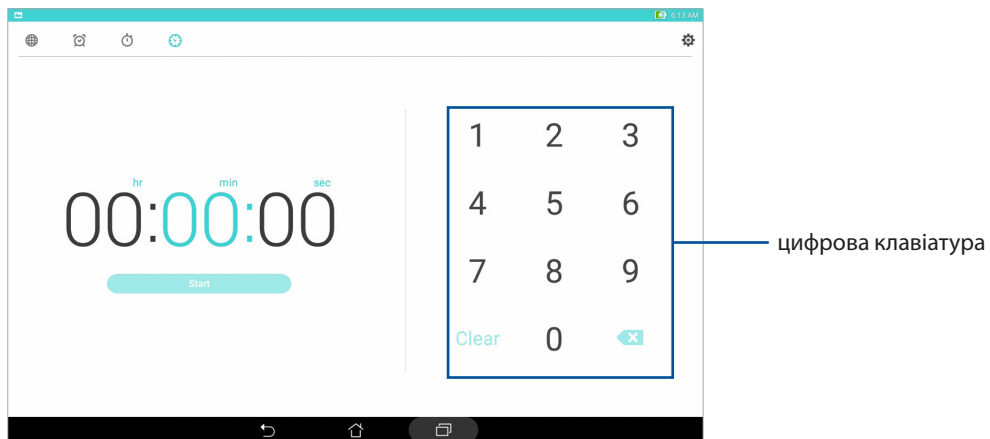 6:13 AM
hr min sec
00:00:00
Start
1 2 3
4 5 6
7 8 9
Clear 0
цифрова клавіатура